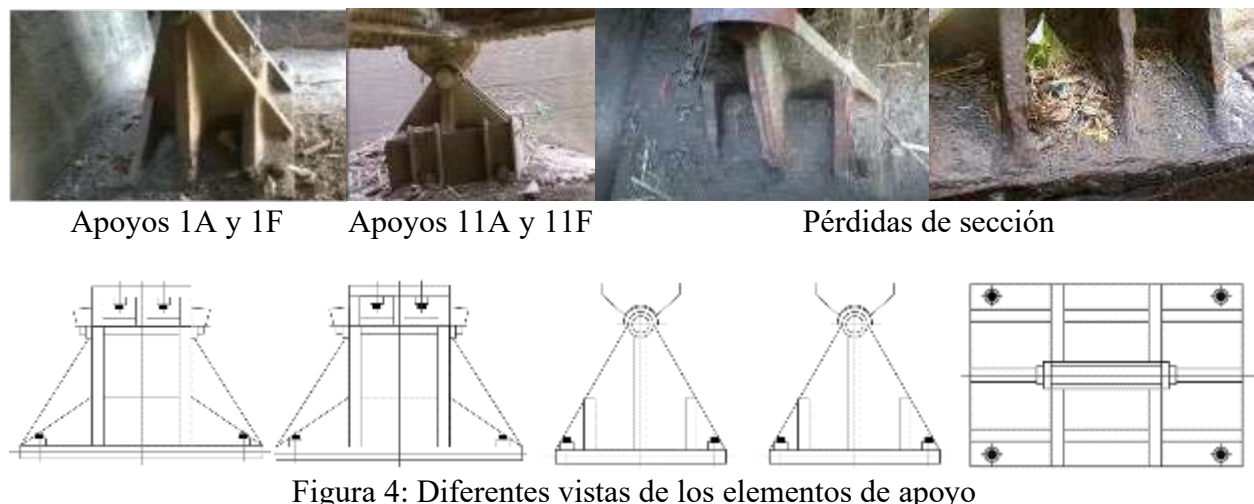 Apoyos 1A y 1F Apoyos 11A y 11F Pérdidas de sección
Figura 4: Diferentes vistas de los elementos de apoyo